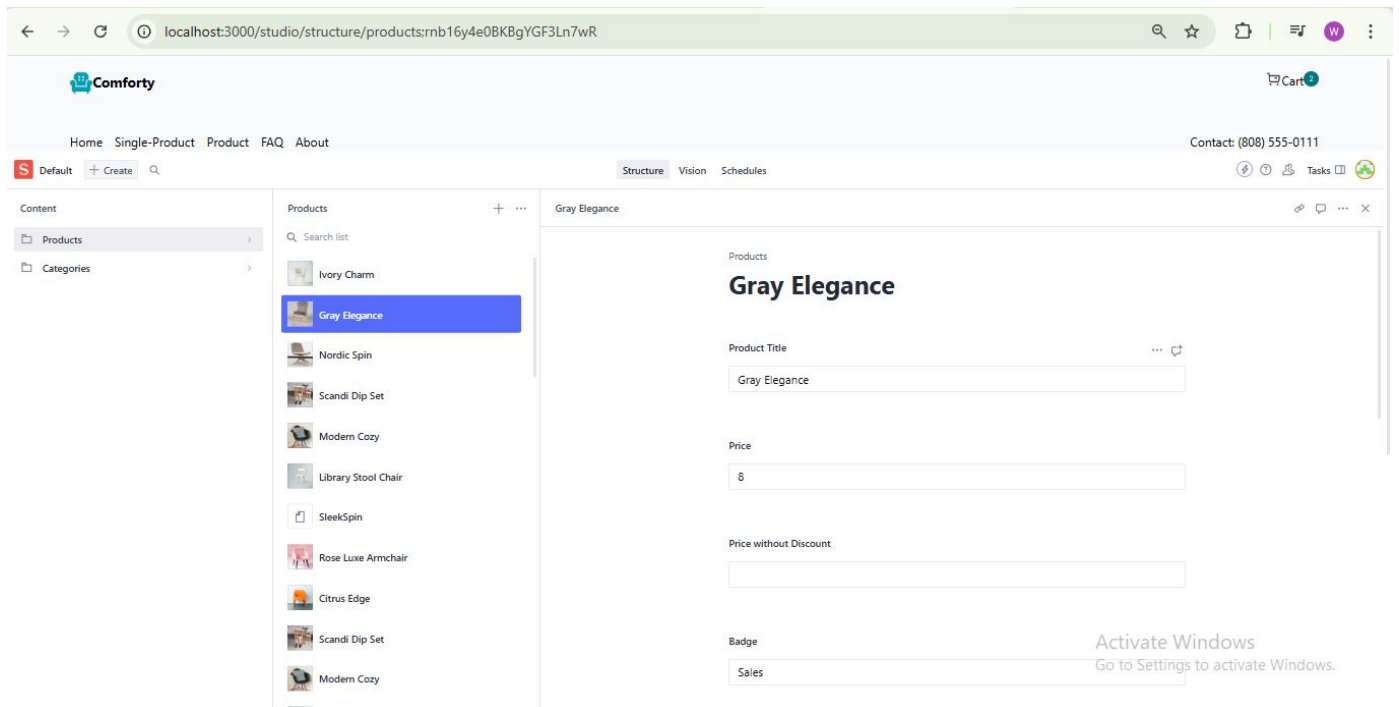 localhost:3000/studio/structure/products;rnb16y4e0BKBgYGF3Ln7wR
W
Comforty
Cart 2
Home Single-Product Product FAQ About
Contact: (808) 555-0111
S Default + Create
Structure Vision Schedules
Tasks
Content
Products
Categories
Products
Search list
Ivory Charm
Gray Elegance
Nordic Spin
Scandi Dip Set
Modern Cozy
Library Stool Chair
SleekSpin
Rose Luxe Armchair
Citrus Edge
Scandi Dip Set
Modern Cozy
Gray Elegance
Products
Gray Elegance
Product Title
Gray Elegance
Price
8
Price without Discount
Badge
Sales
Activate Windows
Go to Settings to activate Windows.